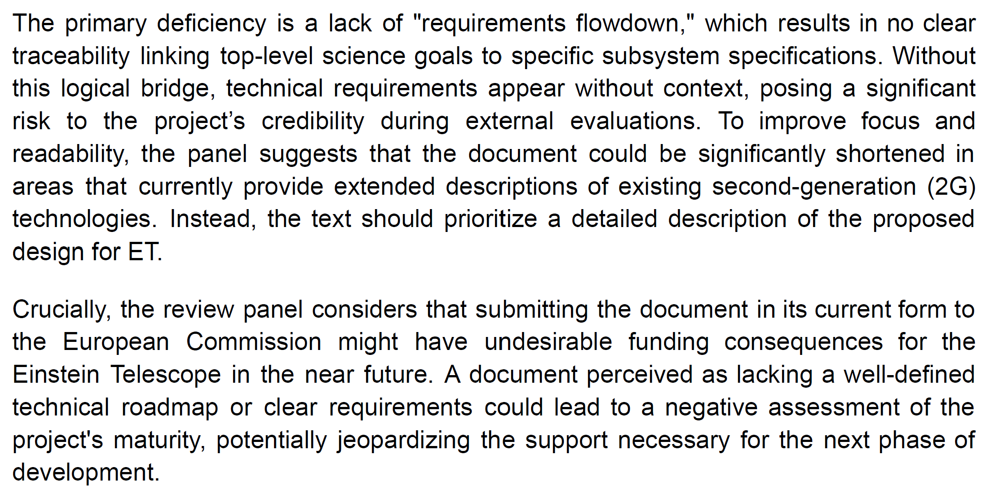 The primary deficiency is a lack of "requirements flowdown," which results in no clear
traceability linking top-level science goals to specific subsystem specifications. Without
this logical bridge, technical requirements appear without context, posing a significant
risk to the project’s credibility during external evaluations. To improve focus and
readability, the panel suggests that the document could be significantly shortened in
areas that currently provide extended descriptions of existing second-generation (2G)
technologies. Instead, the text should prioritize a detailed description of the proposed
design for ET.
Crucially, the review panel considers that submitting the document in its current form to
the European Commission might have undesirable funding consequences for the
Einstein Telescope in the near future. A document perceived as lacking a well-defined
technical roadmap or clear requirements could lead to a negative assessment of the
project's maturity, potentially jeopardizing the support necessary for the next phase of
development.